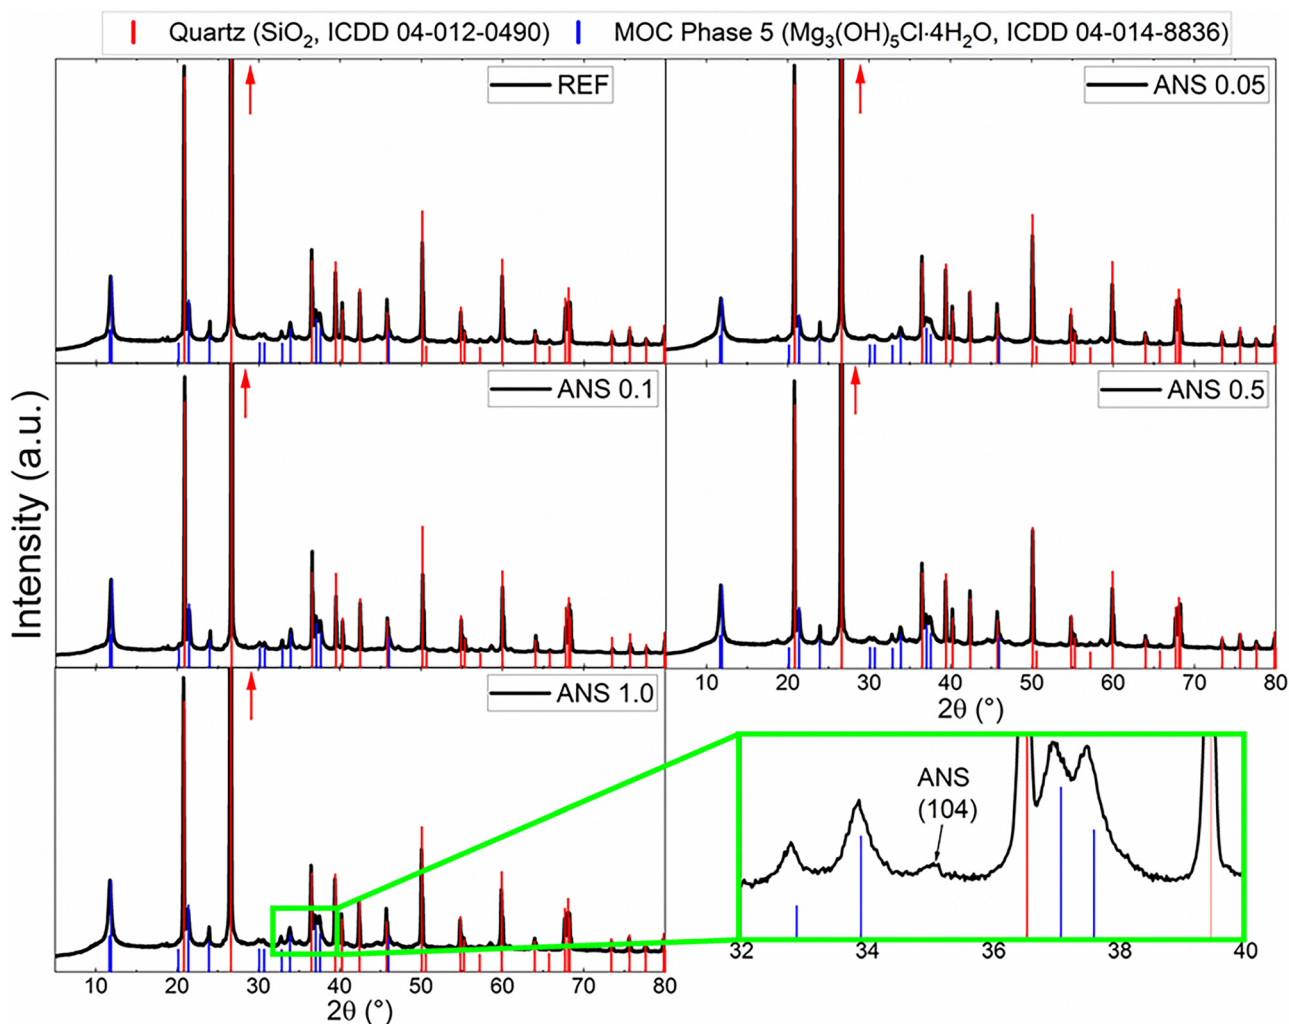 Quartz (SiO₂, ICDD 04-012-0490) MOC Phase 5 (Mg₃(OH)₅Cl·4H₂O, ICDD 04-014-8836)
REF
ANS 0.05
ANS 0.1
ANS 0.5
ANS 1.0
Intensity (a.u.)
10 20 30 40 50 60 70 80
2θ (°)
ANS
(104)
32 34 36 38 40
10 20 30 40 50 60 70 80
2θ (°)